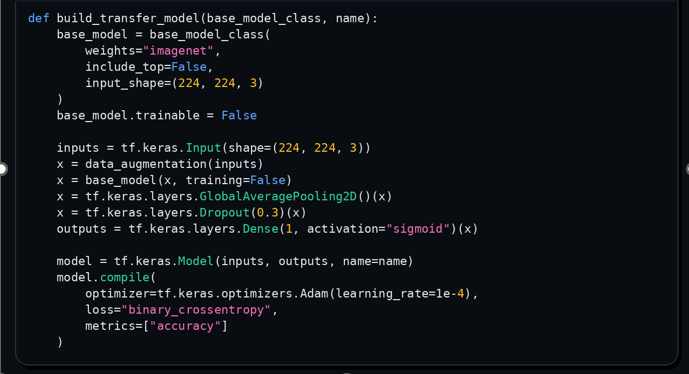 def build_transfer_model(base_model_class, name):
    base_model = base_model_class(
        weights="imagenet",
        include_top=False,
        input_shape=(224, 224, 3)
    )
    base_model.trainable = False

    inputs = tf.keras.Input(shape=(224, 224, 3))
    x = data_augmentation(inputs)
    x = base_model(x, training=False)
    x = tf.keras.layers.GlobalAveragePooling2D()(x)
    x = tf.keras.layers.Dropout(0.3)(x)
    outputs = tf.keras.layers.Dense(1, activation="sigmoid")(x)

    model = tf.keras.Model(inputs, outputs, name=name)
    model.compile(
        optimizer=tf.keras.optimizers.Adam(learning_rate=1e-4),
        loss="binary_crossentropy",
        metrics=["accuracy"]
    )